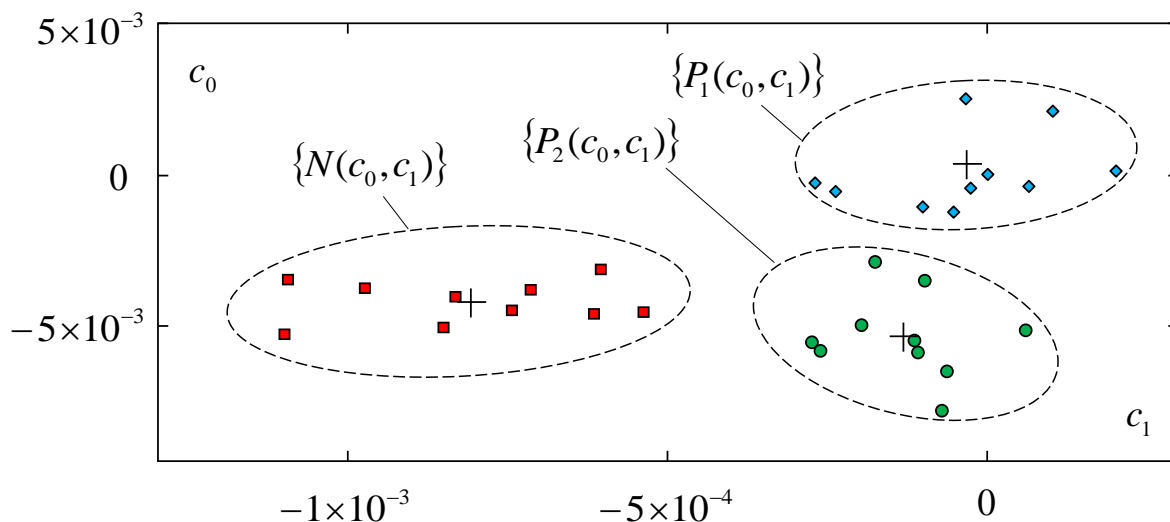 5×10⁻³
c₀
{P₁(c₀,c₁)}
{P₂(c₀,c₁)}
{N(c₀,c₁)}
0
−5×10⁻³
c₁
−1×10⁻³
−5×10⁻⁴
0